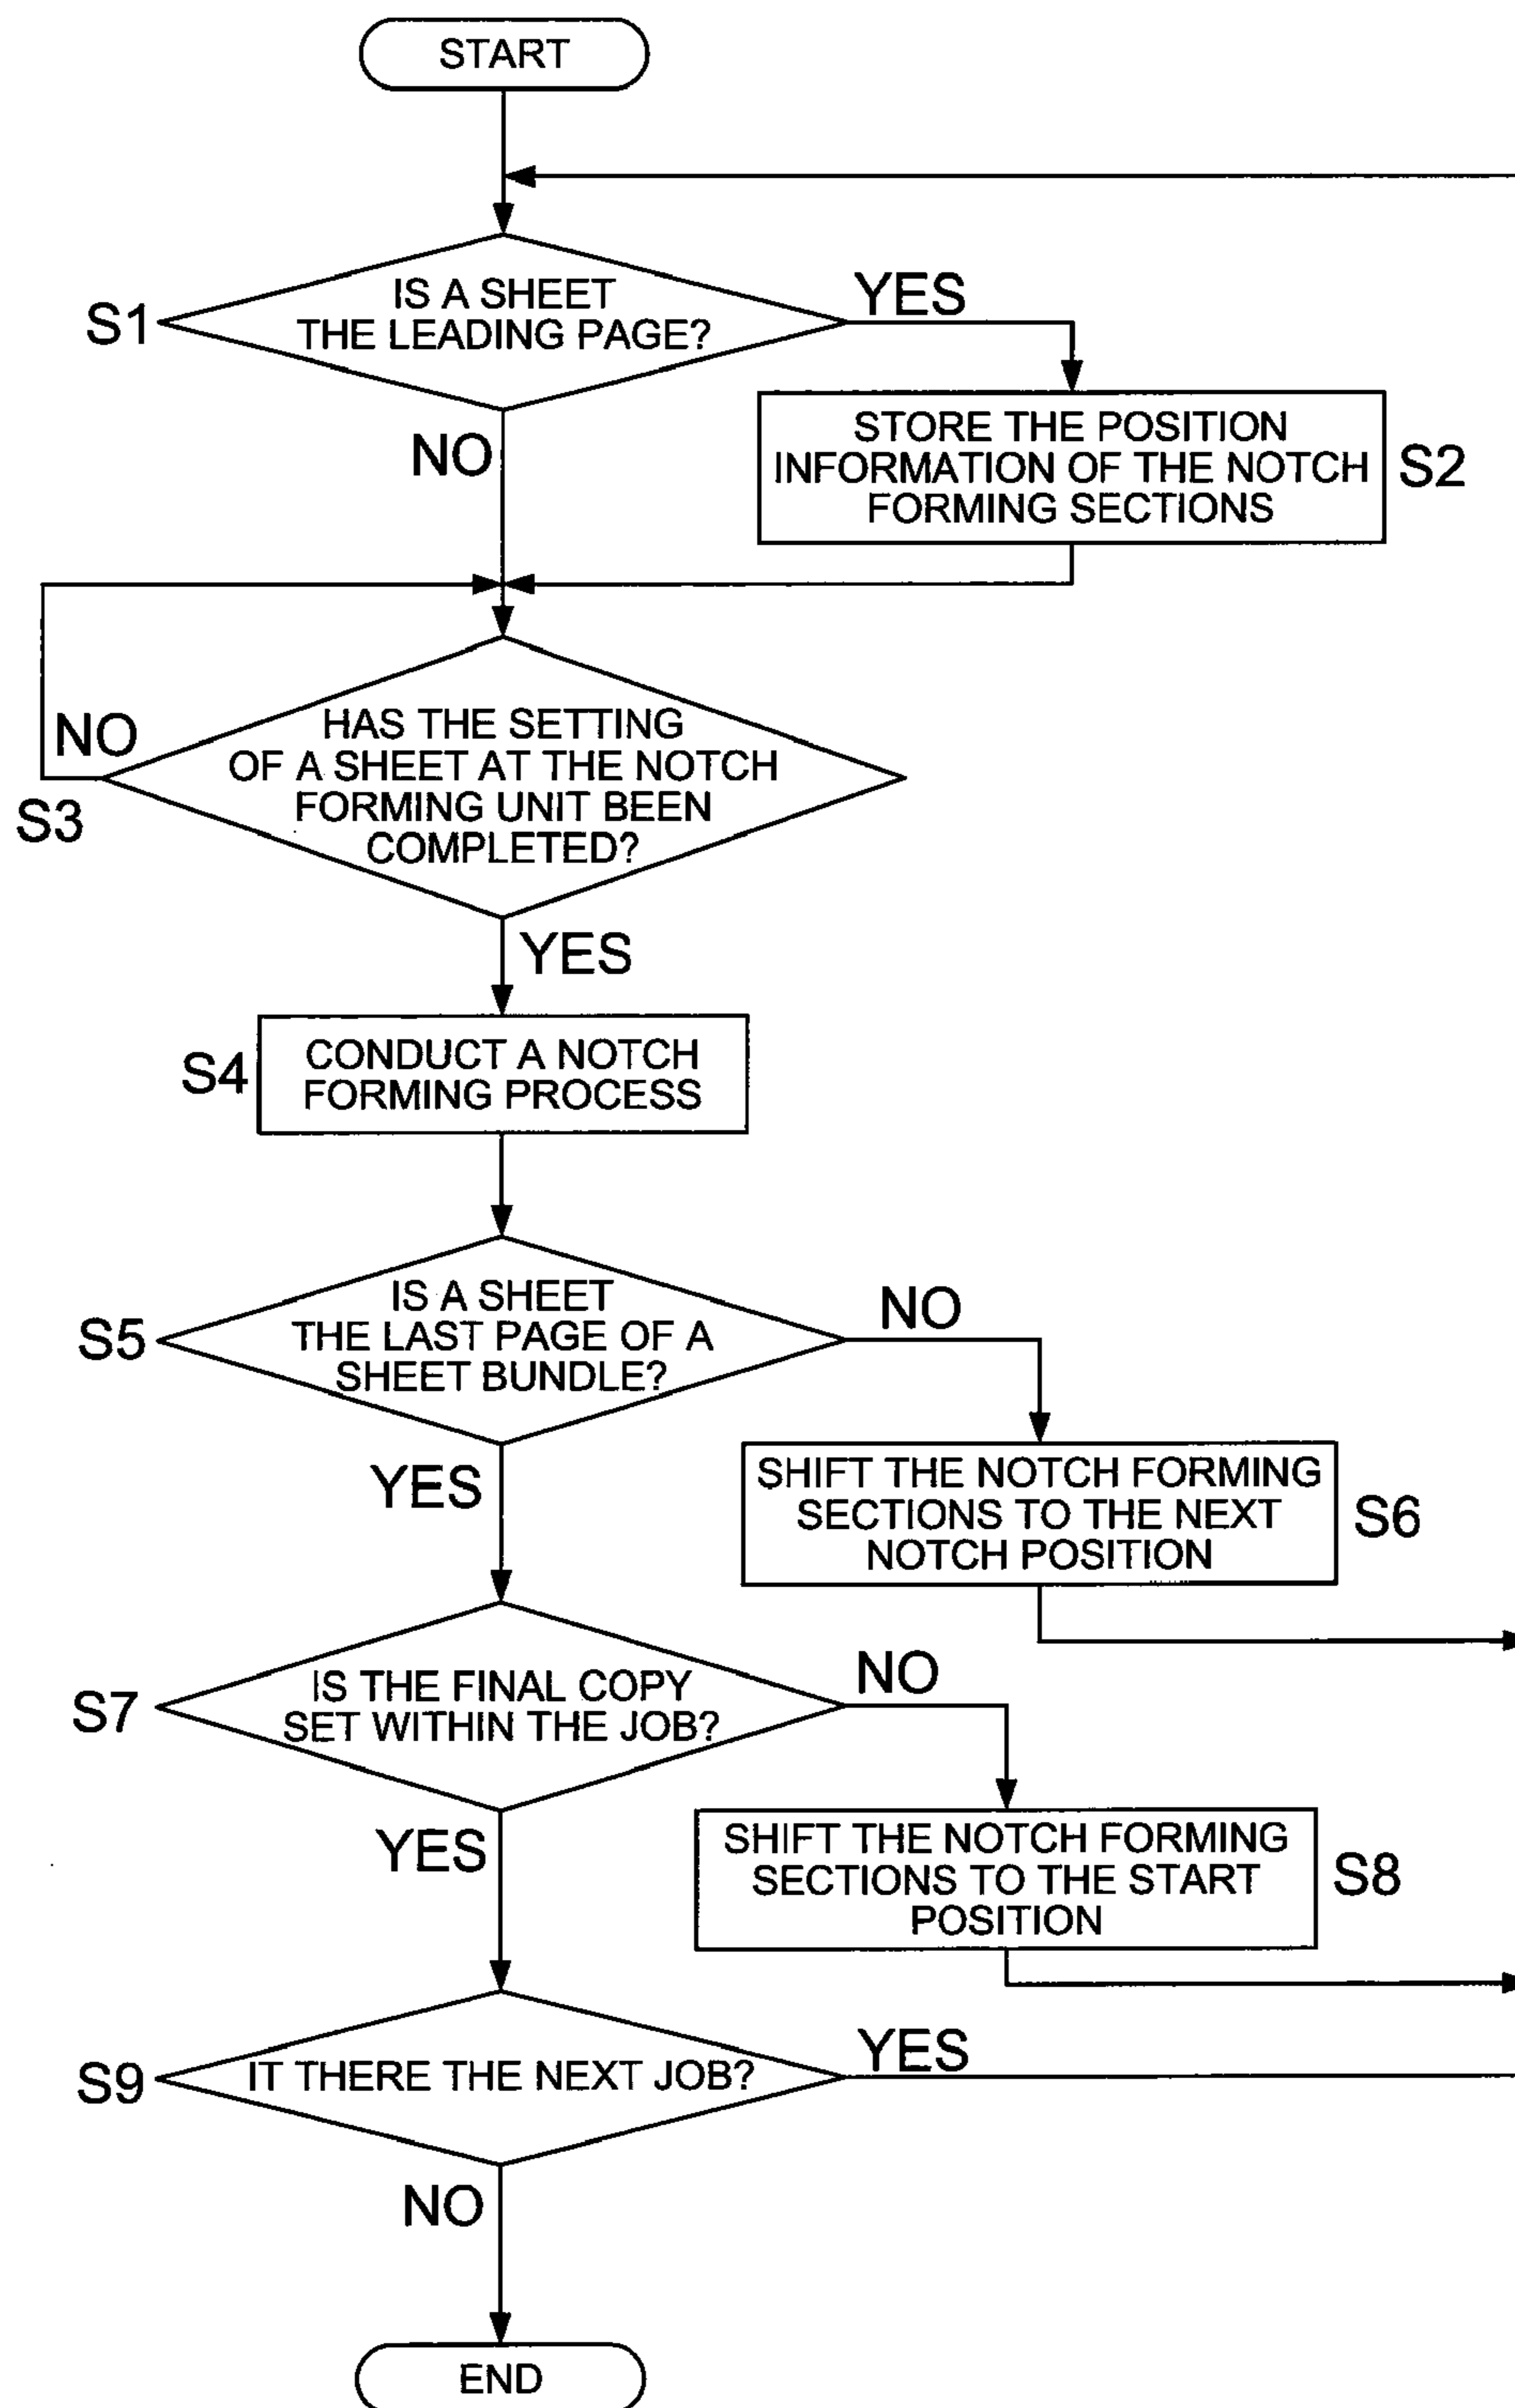 START
S1
IS A SHEET
THE LEADING PAGE?
YES
NO
STORE THE POSITION
INFORMATION OF THE NOTCH
FORMING SECTIONS
S2
NO
S3
HAS THE SETTING
OF A SHEET AT THE NOTCH
FORMING UNIT BEEN
COMPLETED?
YES
S4
CONDUCT A NOTCH
FORMING PROCESS
S5
IS A SHEET
THE LAST PAGE OF A
SHEET BUNDLE?
NO
YES
SHIFT THE NOTCH FORMING
SECTIONS TO THE NEXT
NOTCH POSITION
S6
S7
IS THE FINAL COPY
SET WITHIN THE JOB?
NO
YES
SHIFT THE NOTCH FORMING
SECTIONS TO THE START
POSITION
S8
S9
IT THERE THE NEXT JOB?
YES
NO
END